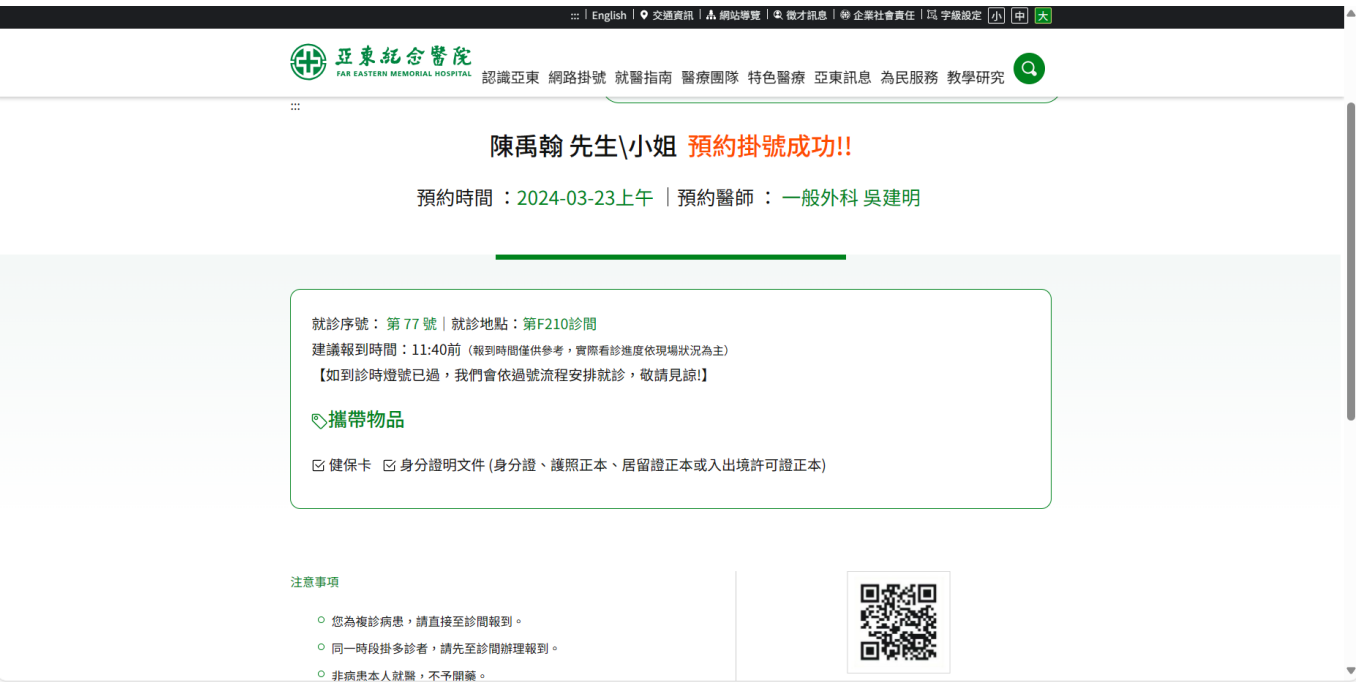 ::: | English | 交通資訊 | 網站導覽 | 徵才訊息 | 企業社會責任 | 字級設定 小 中 大
亞東紀念醫院
FAR EASTERN MEMORIAL HOSPITAL
認識亞東 網路掛號 就醫指南 醫療團隊 特色醫療 亞東訊息 為民服務 教學研究
:::
陳禹翰 先生\小姐 預約掛號成功!!
預約時間 ：2024-03-23上午 ｜預約醫師 ： 一般外科 吳建明
就診序號： 第 77 號｜就診地點：第F210診間
建議報到時間：11:40前（報到時間僅供參考，實際看診進度依現場狀況為主）
【如到診時燈號已過，我們會依過號流程安排就診，敬請見諒!】
攜帶物品
健保卡 身分證明文件 (身分證、護照正本、居留證正本或入出境許可證正本)
注意事項
您為複診病患，請直接至診間報到。
同一時段掛多診者，請先至診間辦理報到。
非病患本人就醫，不予開藥。